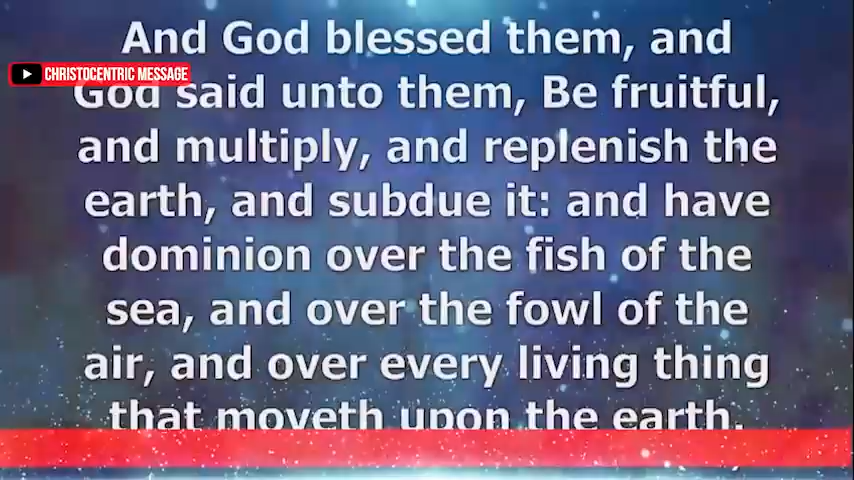 And God blessed them, and
CHRISTOCENTRIC MESSAGE
God said unto them, Be fruitful,
and multiply, and replenish the
earth, and subdue it: and have
dominion over the fish of the
sea, and over the fowl of the
air, and over every living thing
that moveth upon the earth.